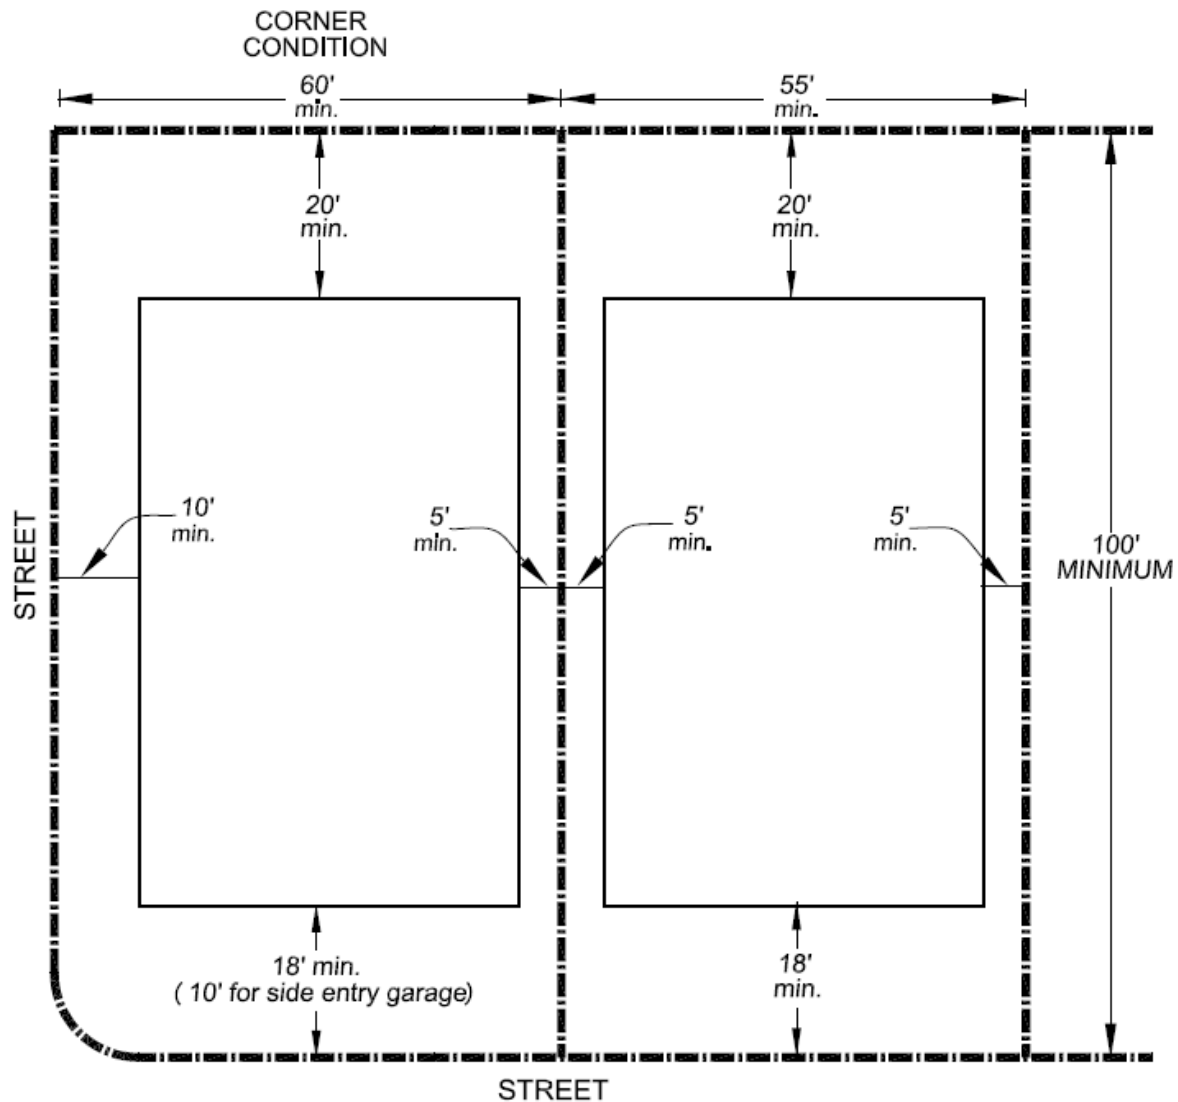 CORNER
CONDITION
60'
min.
55'
min.
20'
min.
20'
min.
10'
min.
5'
min.
5'
min.
5'
min.
100'
MINIMUM
STREET
18' min.
( 10' for side entry garage)
18'
min.
STREET